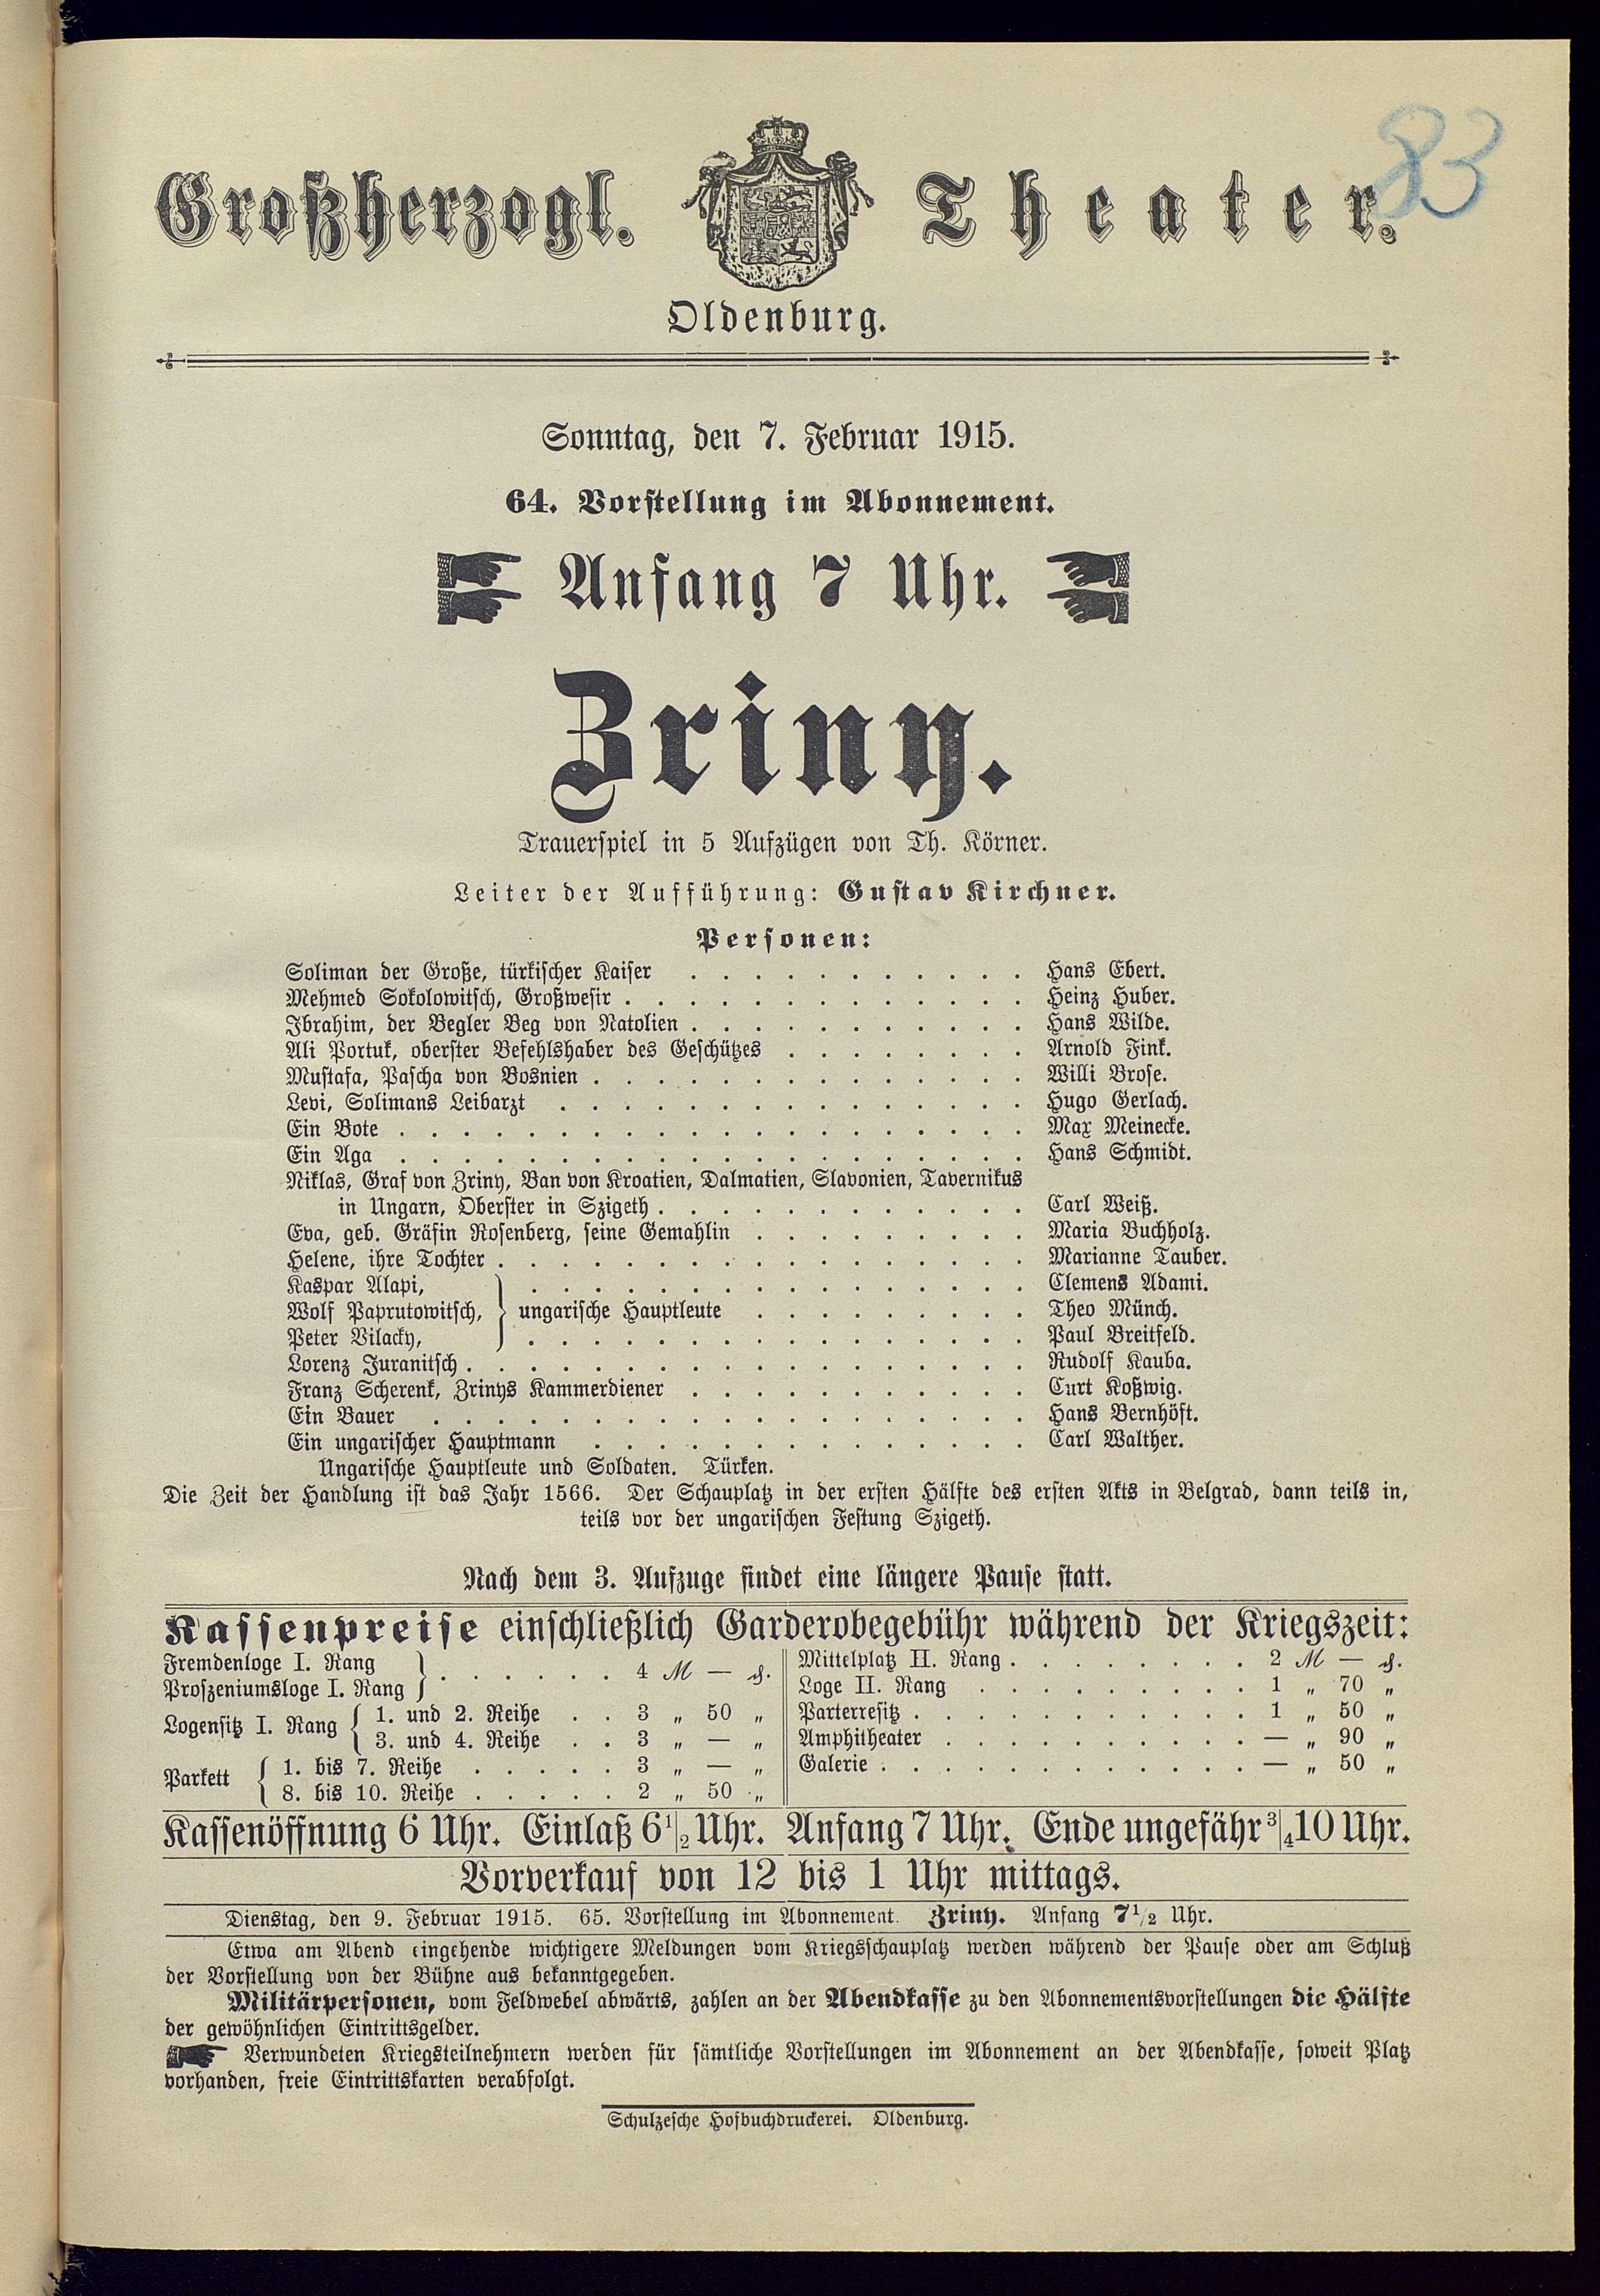 83
Großherzogl. Theater.
Oldenburg.
Sonntag, den 7. Februar 1915.
64. Vorstellung im Abonnement.
Anfang 7 Uhr.
Zriny.
Trauerspiel in 5 Aufzügen von Th. Körner.
Leiter der Aufführung: Gustav Kirchner.
Personen:
Soliman der Große, türkischer Kaiser . . . . . . . . . . . Hans Ebert.
Mehmed Sokolowitsch, Großwesir . . . . . . . . . . . . . Heinz Huber.
Ibrahim, der Begler Beg von Natolien . . . . . . . . . . . Hans Wilde.
Ali Portuk, oberster Befehlshaber des Geschützes . . . . . . . . Arnold Fink.
Mustafa, Pascha von Bosnien . . . . . . . . . . . . . . Willi Brose.
Levi, Solimans Leibarzt . . . . . . . . . . . . . . . Hugo Gerlach.
Ein Bote . . . . . . . . . . . . . . . . . . . . Max Meinecke.
Ein Aga . . . . . . . . . . . . . . . . . . . . Hans Schmidt.
Niklas, Graf von Zriny, Ban von Kroatien, Dalmatien, Slavonien, Tavernikus
in Ungarn, Oberster in Szigeth . . . . . . . . . . . . Carl Weiß.
Eva, geb. Gräfin Rosenberg, seine Gemahlin . . . . . . . . . Maria Buchholz.
Helene, ihre Tochter . . . . . . . . . . . . . . . . . Marianne Tauber.
Kaspar Alapi, . . . . . . . . . . . . . . . . Clemens Adami.
Wolf Paprutowitsch, } ungarische Hauptleute . . . . . . . . . Theo Münch.
Peter Vilacky, . . . . . . . . . . . . . . . . Paul Breitfeld.
Lorenz Juranitsch . . . . . . . . . . . . . . . . . . Rudolf Kauba.
Franz Scherenk, Zrinys Kammerdiener . . . . . . . . . . . Curt Koßwig.
Ein Bauer . . . . . . . . . . . . . . . . . . . Hans Bernhöft.
Ein ungarischer Hauptmann . . . . . . . . . . . . . . Carl Walther.
Ungarische Hauptleute und Soldaten. Türken.
Die Zeit der Handlung ist das Jahr 1566. Der Schauplatz in der ersten Hälfte des ersten Akts in Belgrad, dann teils in,
teils vor der ungarischen Festung Szigeth.
Nach dem 3. Aufzuge findet eine längere Pause statt.
Kassenpreise einschließlich Garderobegebühr während der Kriegszeit:
Fremdenloge I. Rang
Proszeniumsloge I. Rang } . . . . . . 4 M — ₰.
Logensitz I. Rang { 1. und 2. Reihe . . 3 „ 50 „
3. und 4. Reihe . . 3 „ — „
Parkett { 1. bis 7. Reihe . . . . . 3 „ — „
8. bis 10. Reihe . . . . . 2 „ 50 „
Mittelplatz II. Rang . . . . . . . . 2 M — ₰.
Loge II. Rang . . . . . . . . . 1 „ 70 „
Parterresitz . . . . . . . . . . . 1 „ 50 „
Amphitheater . . . . . . . . . . — „ 90 „
Galerie . . . . . . . . . . . . — „ 50 „
Kassenöffnung 6 Uhr. Einlaß 6 1/2 Uhr. Anfang 7 Uhr. Ende ungefähr 3/4 10 Uhr.
Vorverkauf von 12 bis 1 Uhr mittags.
Dienstag, den 9. Februar 1915. 65. Vorstellung im Abonnement. Zriny. Anfang 7 1/2 Uhr.
Etwa am Abend eingehende wichtigere Meldungen vom Kriegsschauplatz werden während der Pause oder am Schluß
der Vorstellung von der Bühne aus bekanntgegeben.
Militärpersonen, vom Feldwebel abwärts, zahlen an der Abendkasse zu den Abonnementsvorstellungen die Hälfte
der gewöhnlichen Eintrittsgelder.
Verwundeten Kriegsteilnehmern werden für sämtliche Vorstellungen im Abonnement an der Abendkasse, soweit Platz
vorhanden, freie Eintrittskarten verabfolgt.
Schulzesche Hofbuchdruckerei. Oldenburg.